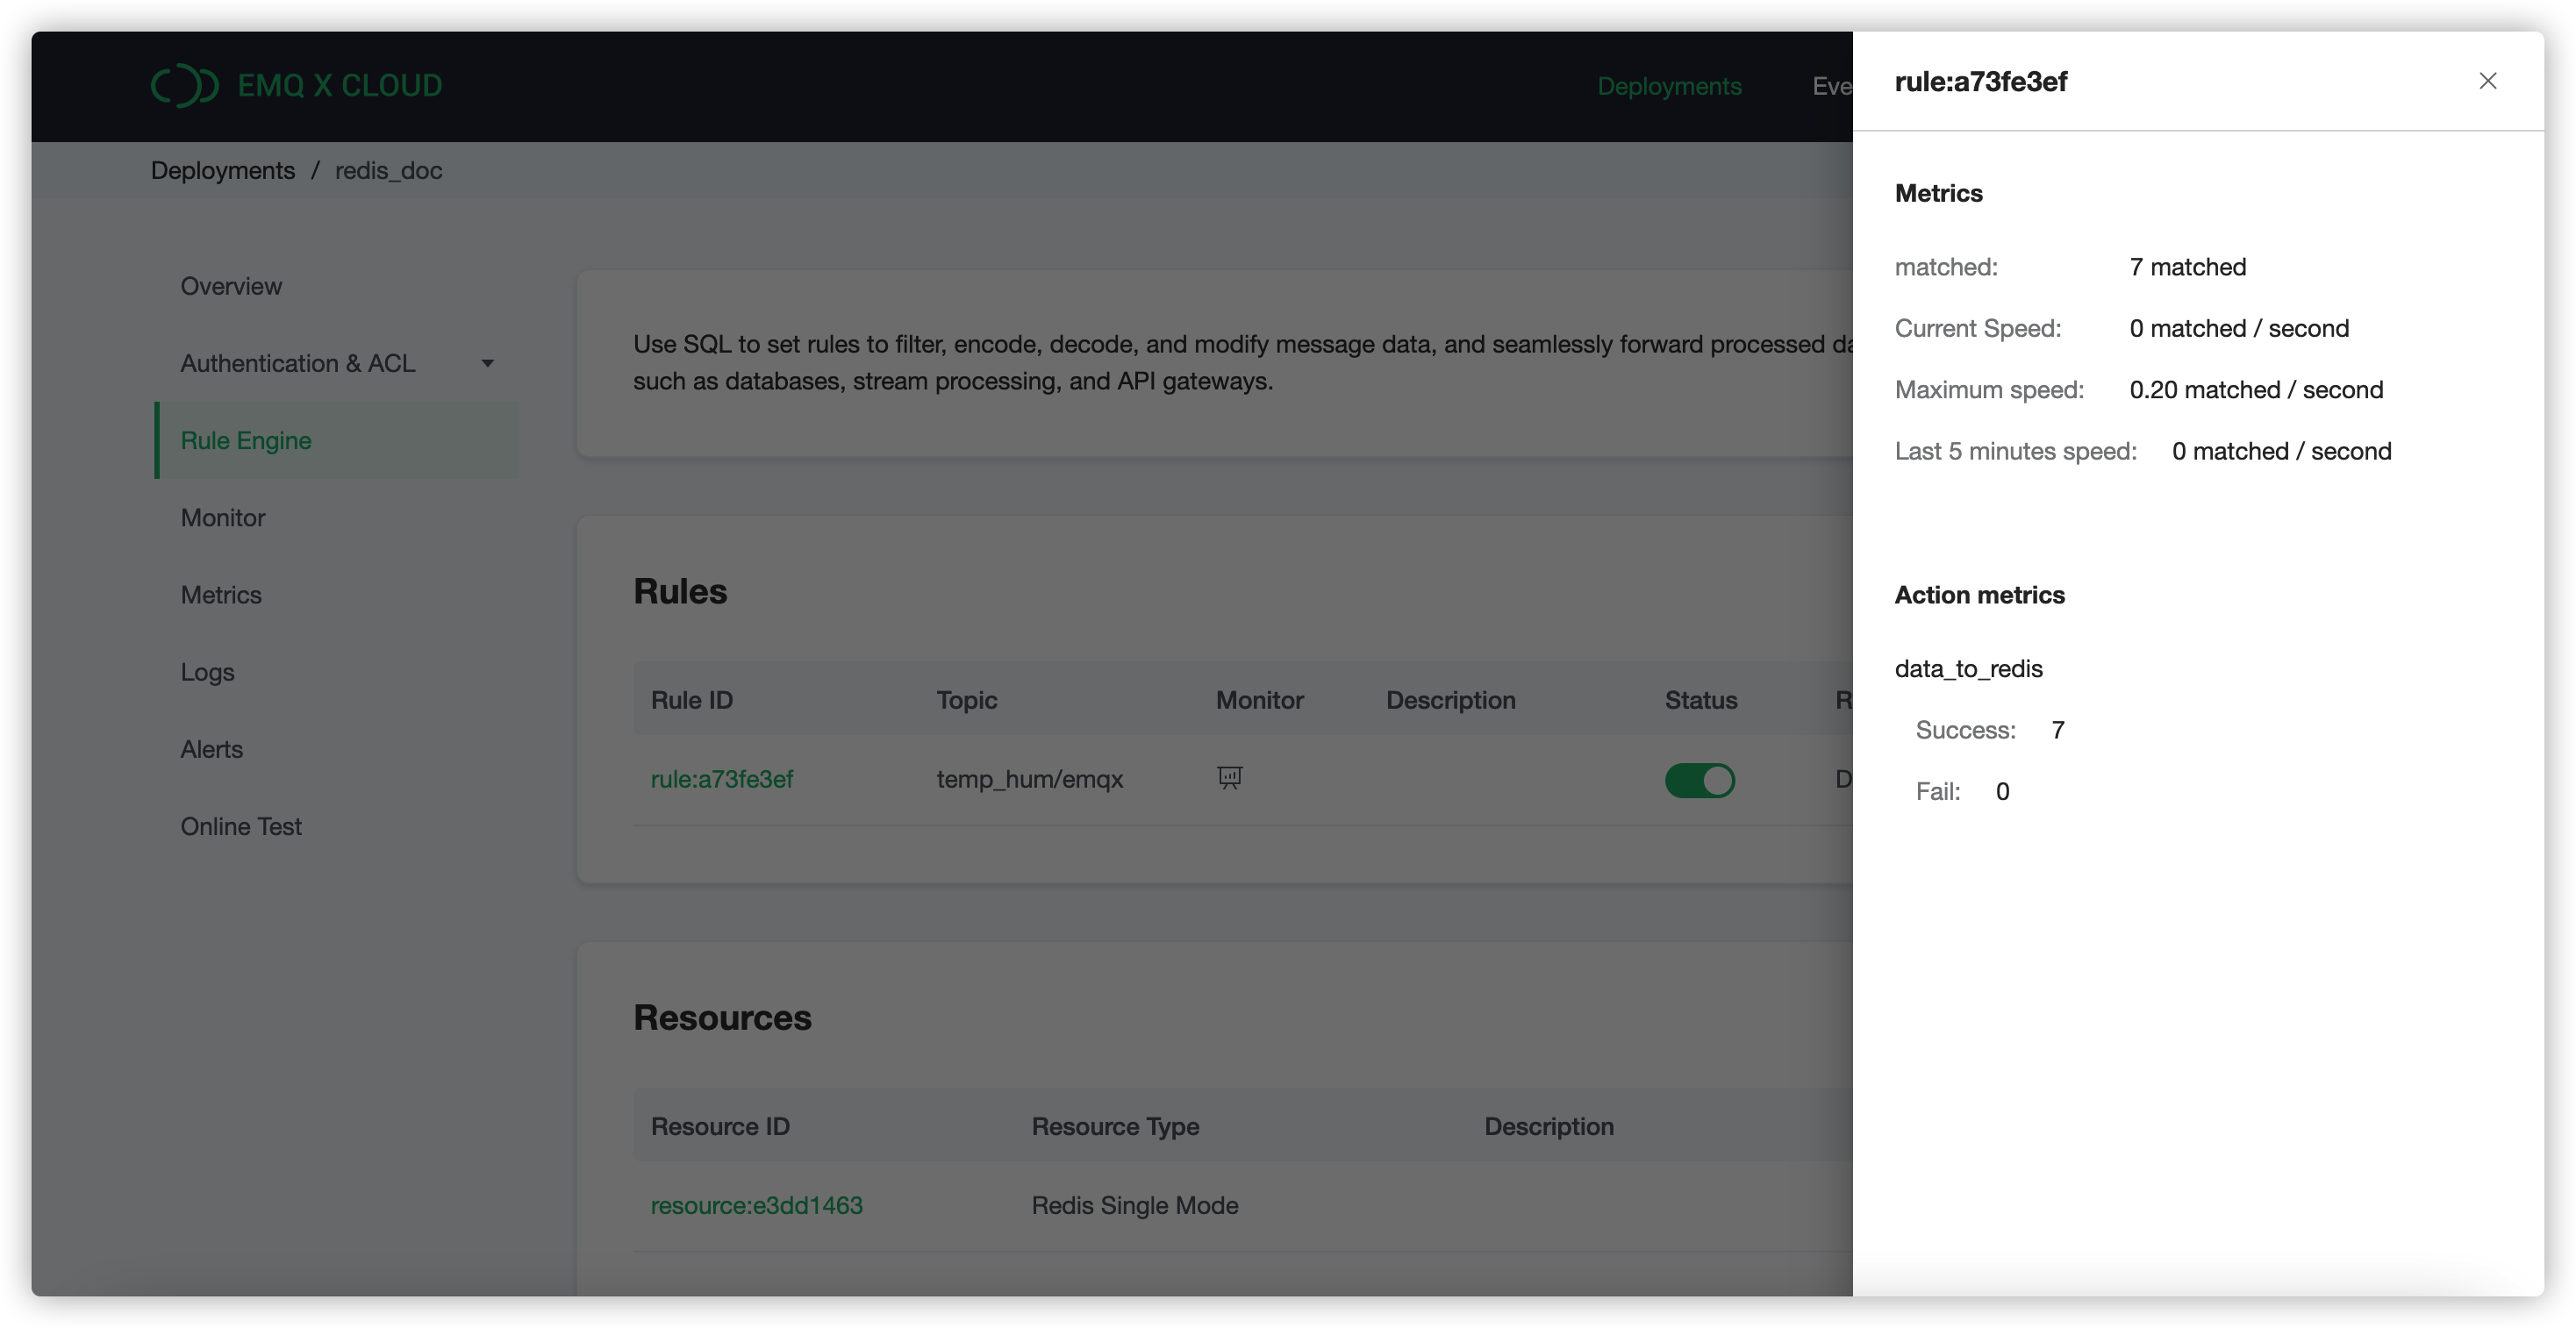 EMQ X CLOUD
Deployments
Eve
Deployments / redis_doc
Overview
Authentication & ACL
Rule Engine
Monitor
Metrics
Logs
Alerts
Online Test
Use SQL to set rules to filter, encode, decode, and modify message data, and seamlessly forward processed da
such as databases, stream processing, and API gateways.
Rules
Rule ID Topic Monitor Description Status R
rule:a73fe3ef temp_hum/emqx D
Resources
Resource ID Resource Type Description
resource:e3dd1463 Redis Single Mode
rule:a73fe3ef
Metrics
matched: 7 matched
Current Speed: 0 matched / second
Maximum speed: 0.20 matched / second
Last 5 minutes speed: 0 matched / second
Action metrics
data_to_redis
Success: 7
Fail: 0